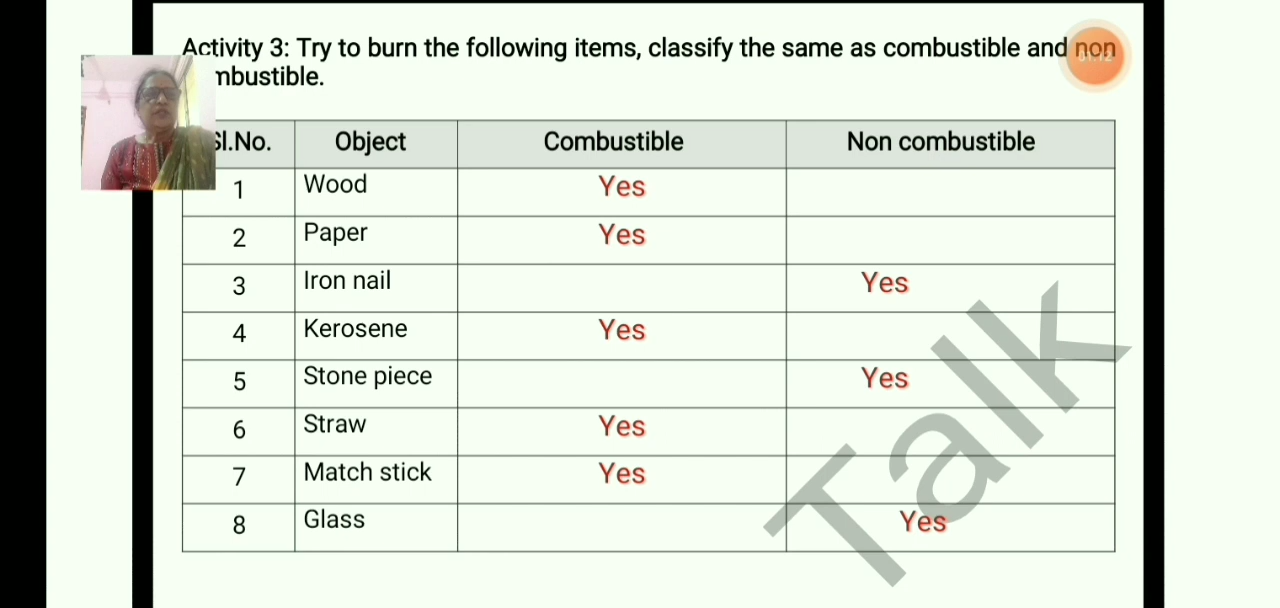 Activity 3: Try to burn the following items, classify the same as combustible and non
mbustible.
Sl.No. Object Combustible Non combustible
1 Wood Yes
2 Paper Yes
3 Iron nail Yes
4 Kerosene Yes
5 Stone piece Yes
6 Straw Yes
7 Match stick Yes
8 Glass Yes
Talk